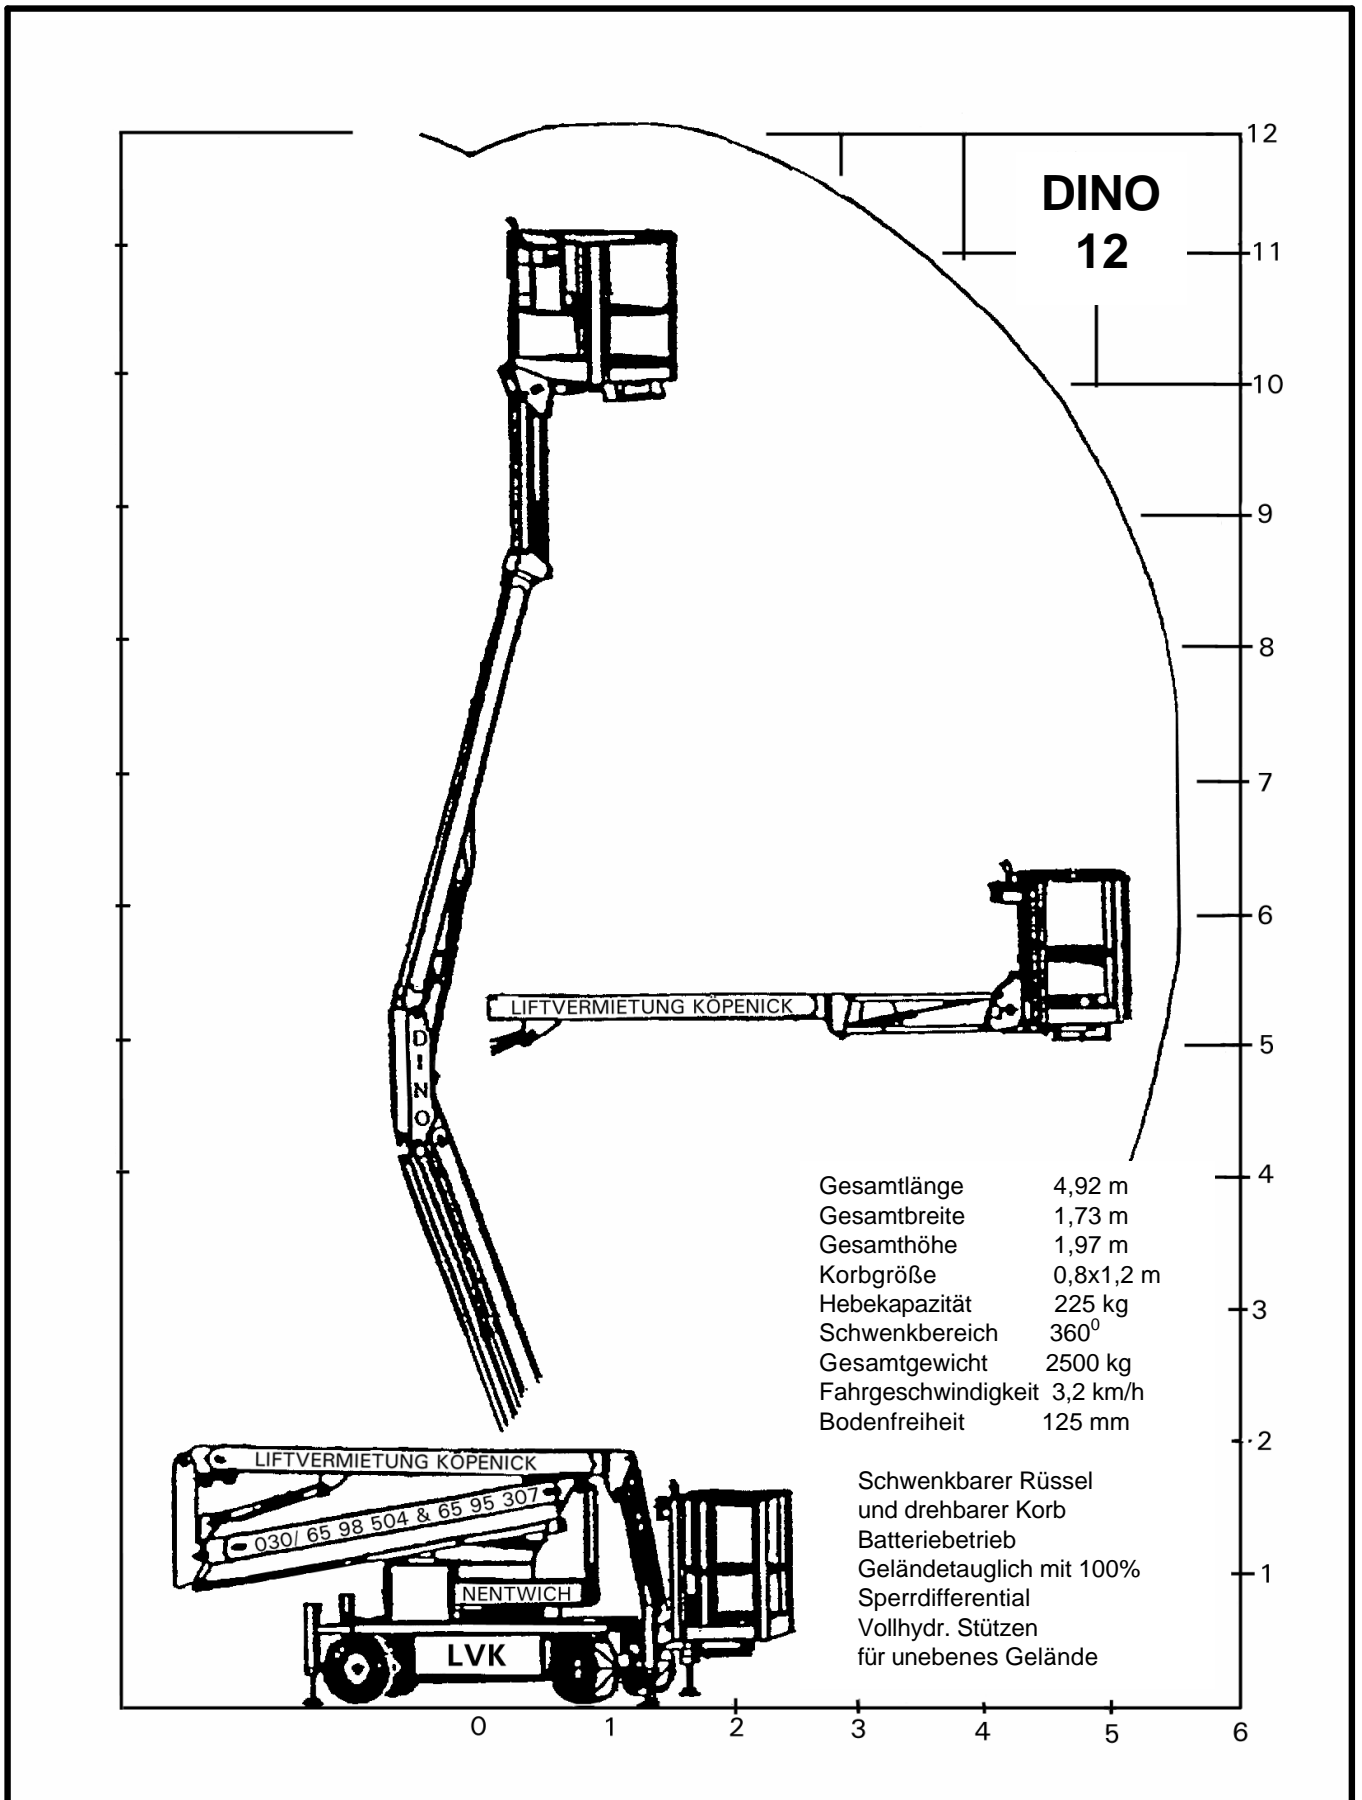 12
DINO
12
11
10
9
8
7
6
LIFTVERMIETUNG KÖPENICK
5
D
I
N
O
4
Gesamtlänge 4,92 m
Gesamtbreite 1,73 m
Gesamthöhe 1,97 m
Korbgröße 0,8x1,2 m
Hebekapazität 225 kg
Schwenkbereich 360⁰
Gesamtgewicht 2500 kg
Fahrgeschwindigkeit 3,2 km/h
Bodenfreiheit 125 mm
3
2
LIFTVERMIETUNG KÖPENICK
030/ 65 98 504 & 65 95 307
NENTWICH
LVK
Schwenkbarer Rüssel
und drehbarer Korb
Batteriebetrieb
Geländetauglich mit 100%
Sperrdifferential
Vollhydr. Stützen
für unebenes Gelände
1
0 1 2 3 4 5 6